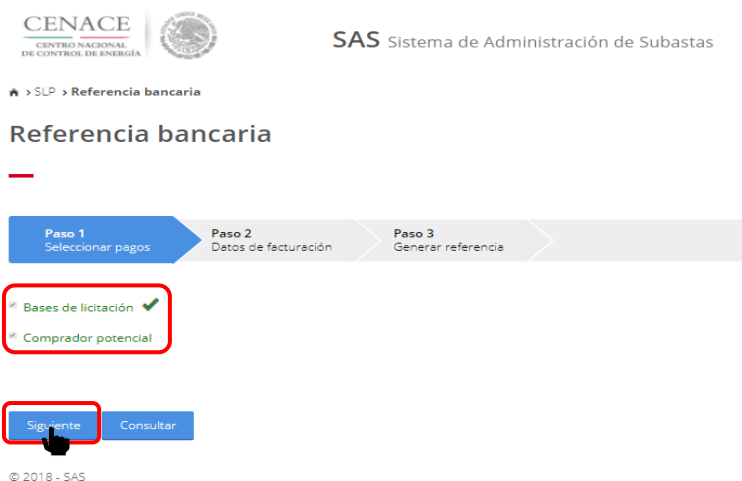 CENACE
CENTRO NACIONAL
DE CONTROL DE ENERGÍA
SAS Sistema de Administración de Subastas
> SLP > Referencia bancaria
Referencia bancaria
Paso 1
Seleccionar pagos
Paso 2
Datos de facturación
Paso 3
Generar referencia
Bases de licitación
Comprador potencial
Siguiente
Consultar
© 2018 - SAS